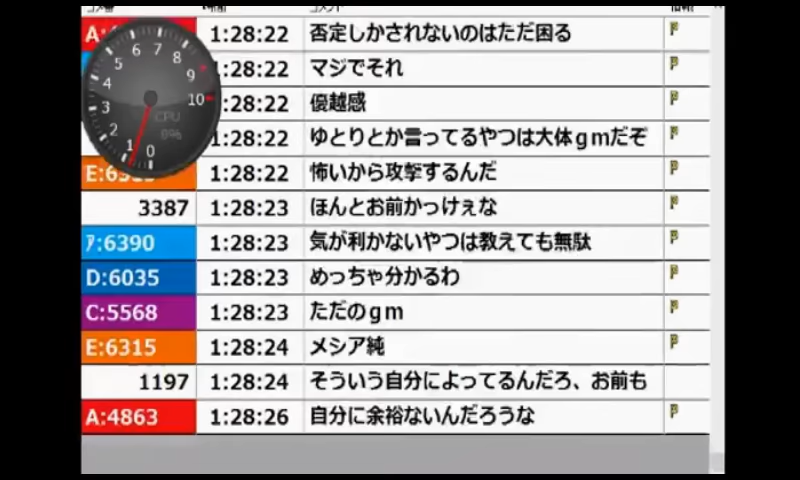 A:
1:28:22 否定しかされないのはただ困る P
1:28:22 マジでそれ P
1:28:22 優越感 P
1:28:22 ゆとりとか言ってるやつは大体gmだぞ P
E:6315 1:28:22 怖いから攻撃するんだ P
3387 1:28:23 ほんとお前かっけぇな P
ｱ:6390 1:28:23 気が利かないやつは教えても無駄 P
D:6035 1:28:23 めっちゃ分かるわ P
C:5568 1:28:23 ただのgm P
E:6315 1:28:24 メシア純 P
1197 1:28:24 そういう自分によってるんだろ、お前も
A:4863 1:28:26 自分に余裕ないんだろうな P
0 1 2 3 4 5 6 7 8 9 10
CPU
0%